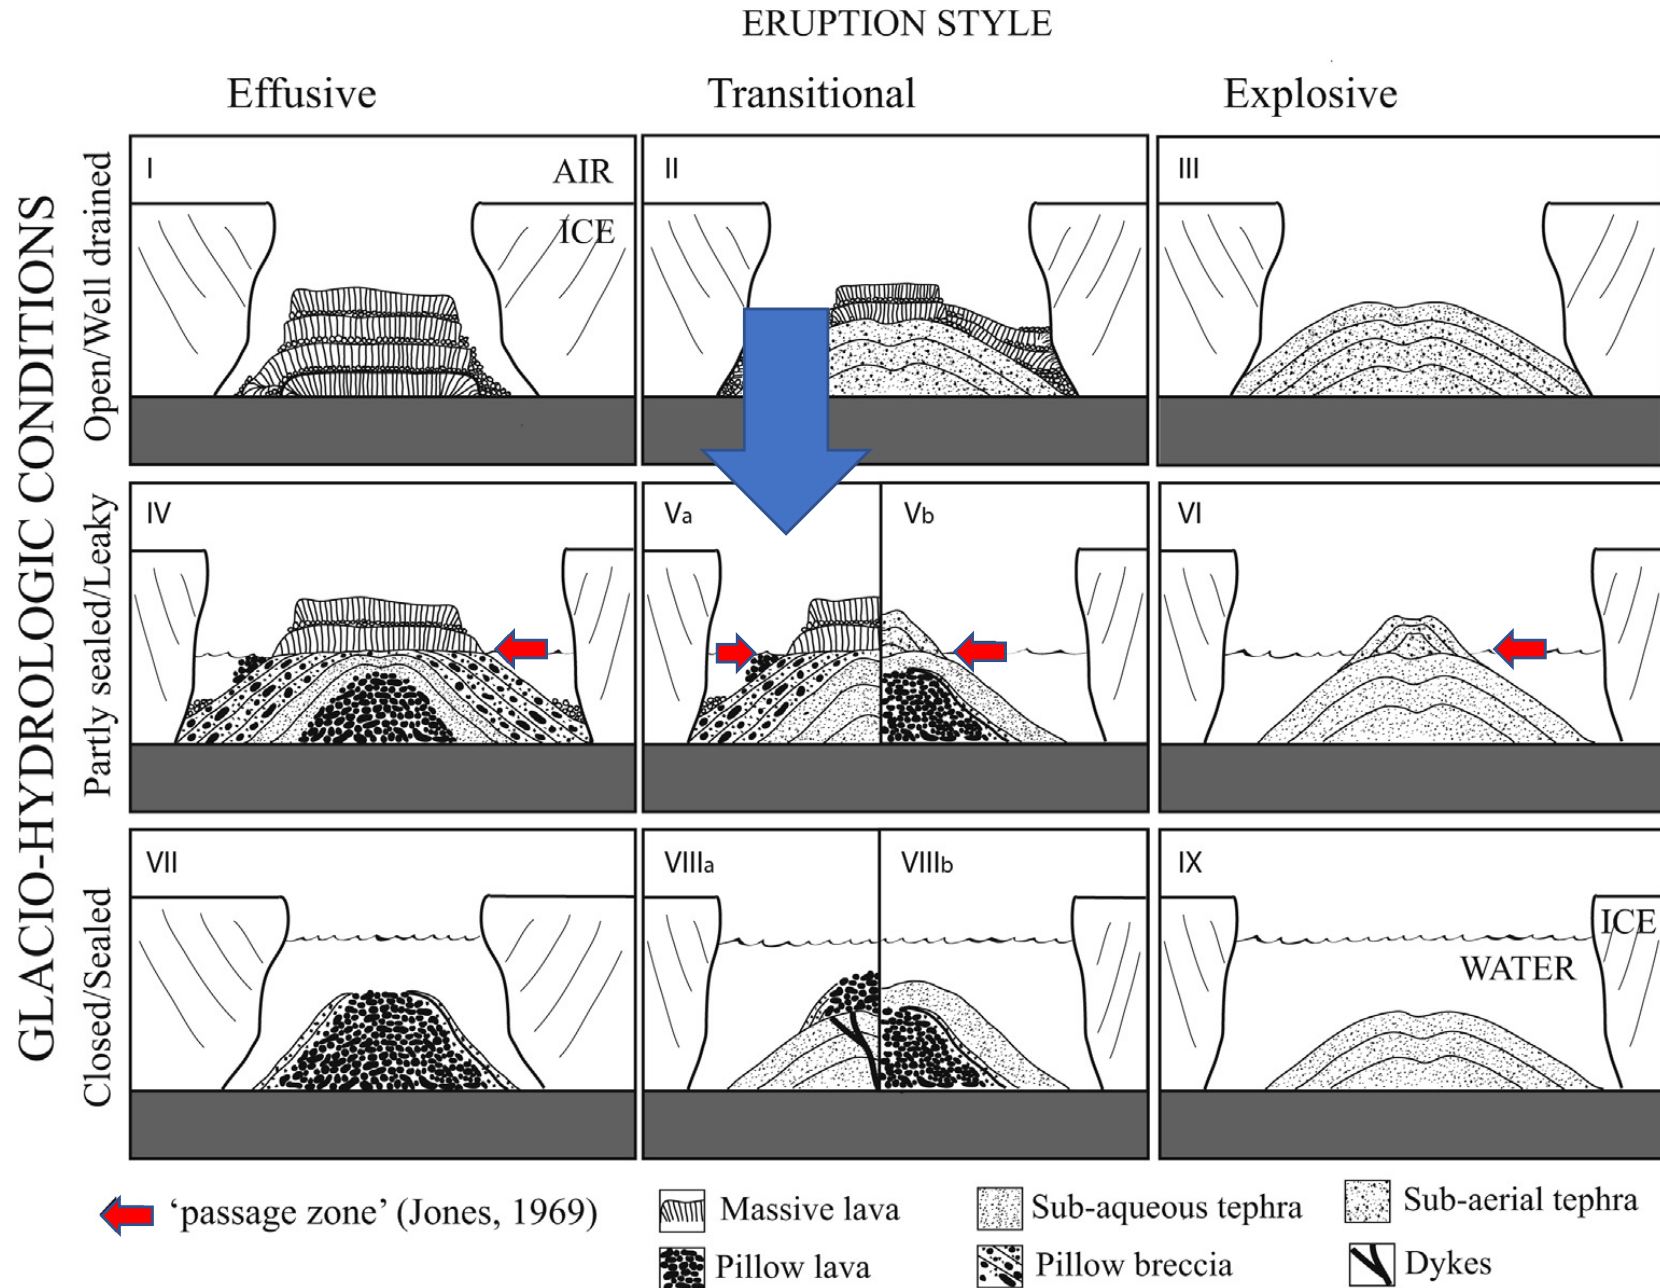 ERUPTION STYLE
Effusive Transitional Explosive
GLACIO-HYDROLOGIC CONDITIONS
Open/Well drained
I AIR
ICE
II
III
Partly sealed/Leaky
IV
Va
Vb
VI
Closed/Sealed
VII
VIIIa
VIIIb
IX
ICE
WATER
‘passage zone’ (Jones, 1969)
Massive lava
Sub-aqueous tephra
Sub-aerial tephra
Pillow lava
Pillow breccia
Dykes